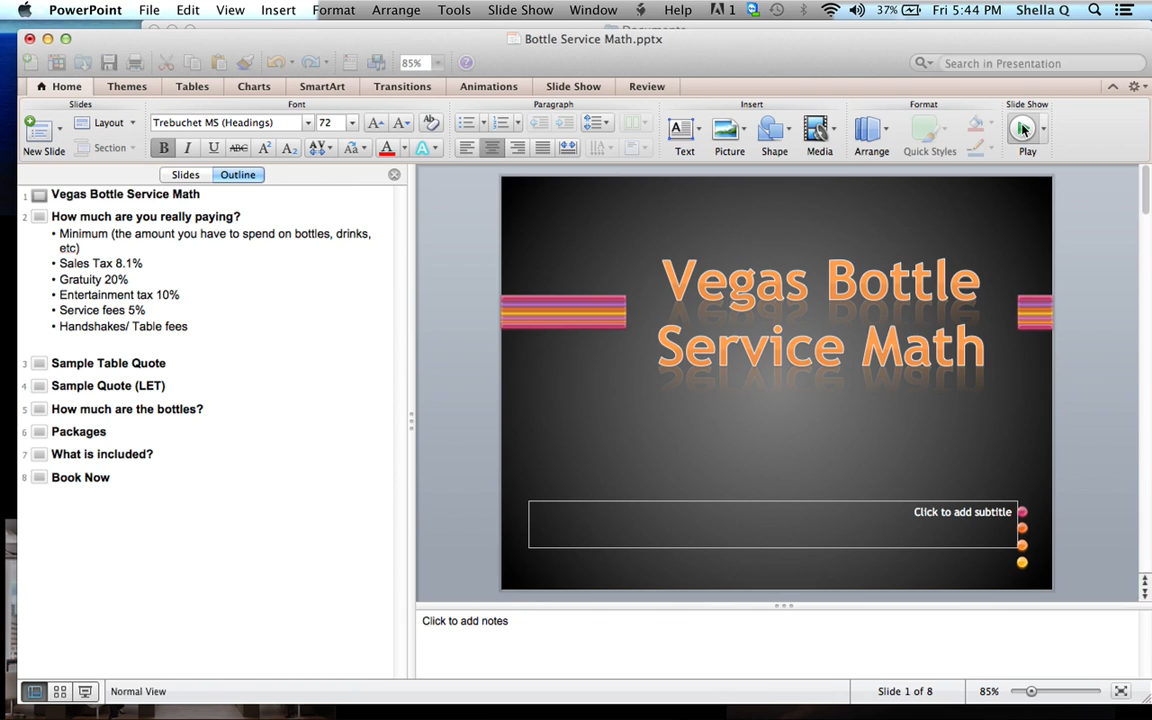 PowerPoint File Edit View Insert Format Arrange Tools Slide Show Window Help 1 37% Fri 5:44 PM Shella Q
Bottle Service Math.pptx
85% Search in Presentation
Home Themes Tables Charts SmartArt Transitions Animations Slide Show Review
Slides Font Paragraph Insert Format Slide Show
Layout Trebuchet MS (Headings) 72
New Slide Section B I U ABC A² A₂ Text Picture Shape Media Arrange Quick Styles Play
Slides Outline
1 Vegas Bottle Service Math
2 How much are you really paying?
• Minimum (the amount you have to spend on bottles, drinks,
etc)
• Sales Tax 8.1%
• Gratuity 20%
• Entertainment tax 10%
• Service fees 5%
• Handshakes/ Table fees
3 Sample Table Quote
4 Sample Quote (LET)
5 How much are the bottles?
6 Packages
7 What is included?
8 Book Now
Vegas Bottle
Service Math
Click to add subtitle
Click to add notes
Normal View Slide 1 of 8 85%